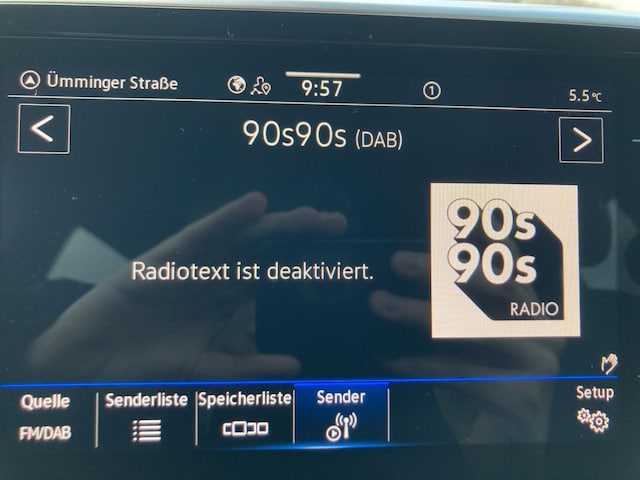 Ümminger Straße
9:57
1
5.5°C
90s90s (DAB)
90s
90s
RADIO
Radiotext ist deaktiviert.
Quelle
FM/DAB
Senderliste
Speicherliste
Sender
Setup